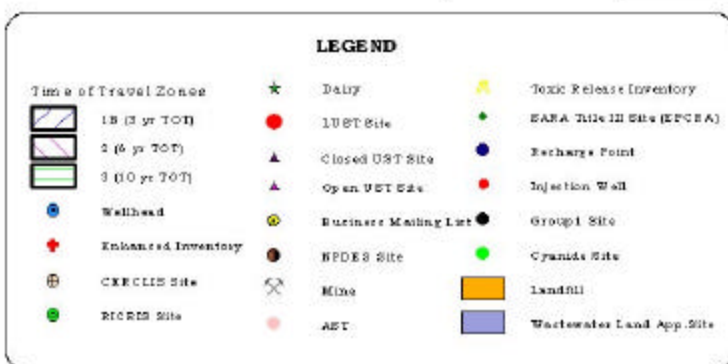 LEGEND
Time of Travel Zones
1B (3 yr TOT)
2 (6 yr TOT)
3 (10 yr TOT)
Wellhead
Enhanced Inventory
CERCLIS Site
RICRIS Site
Dairy
LUST Site
Closed UST Site
Open UST Site
Business Mailing List
NPDES Site
Mine
AST
Toxic Release Inventory
SARA Title III Site (EPCRA)
Recharge Point
Injection Well
Group1 Site
Cyanide Site
Landfill
Wastewater Land App. Site